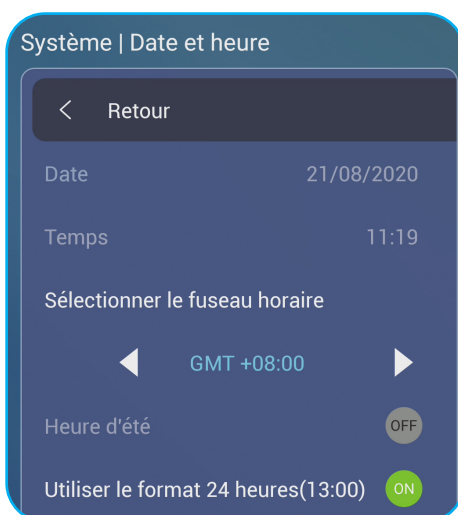 Système | Date et heure
Retour
Date 21/08/2020
Temps 11:19
Sélectionner le fuseau horaire
GMT +08:00
Heure d'été OFF
Utiliser le format 24 heures(13:00) ON